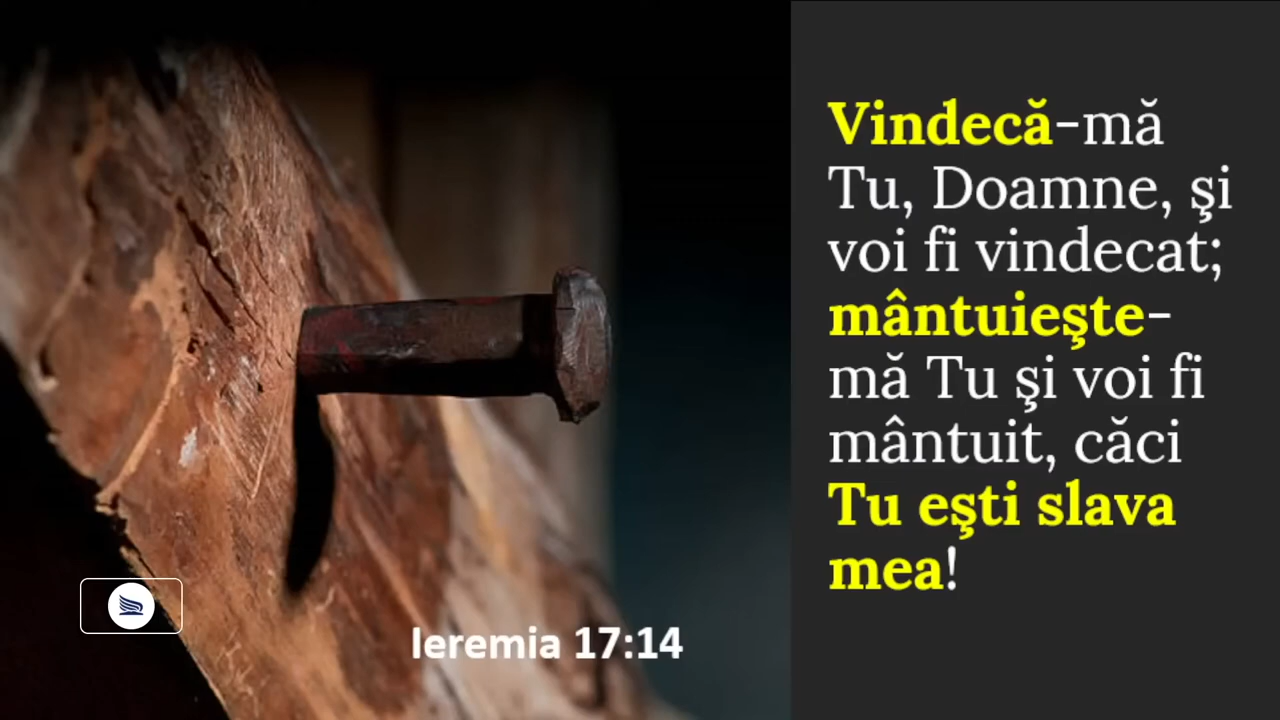 Vindecă-mă
Tu, Doamne, şi
voi fi vindecat;
mântuieşte-
mă Tu şi voi fi
mântuit, căci
Tu eşti slava
mea!
Ieremia 17:14